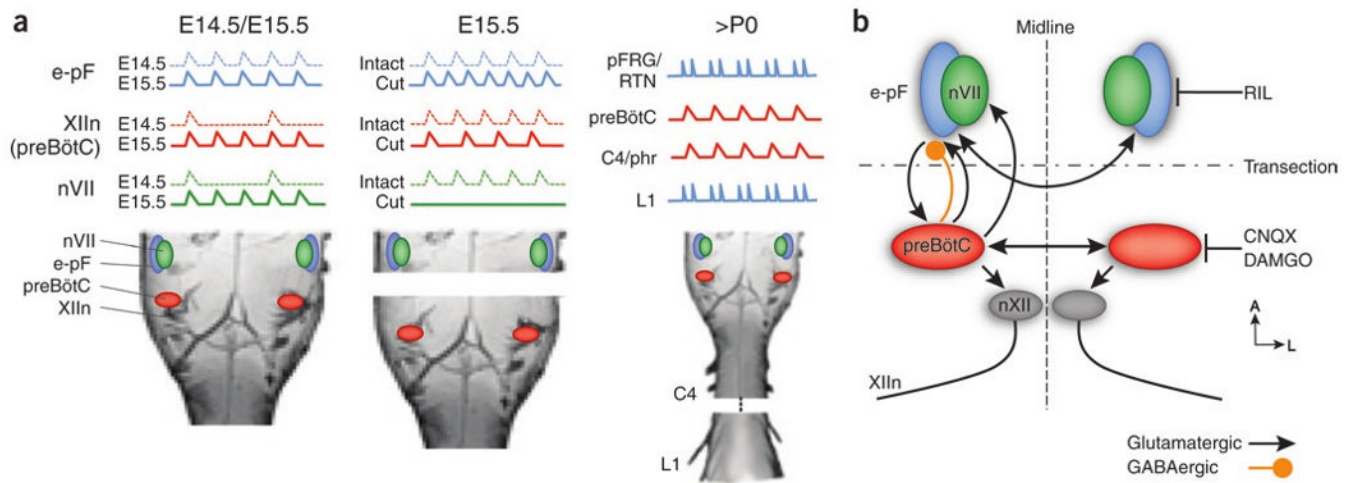 a
E14.5/E15.5
e-pF
E14.5
E15.5
XIIn
(preBötC)
E14.5
E15.5
nVII
E14.5
E15.5
nVII
e-pF
preBötC
XIIn
E15.5
Intact
Cut
Intact
Cut
Intact
Cut
>P0
pFRG/
RTN
preBötC
C4/phr
L1
C4
L1
b
Midline
e-pF
nVII
RIL
Transection
preBötC
CNQX
DAMGO
nXII
A
L
XIIn
Glutamatergic
GABAergic